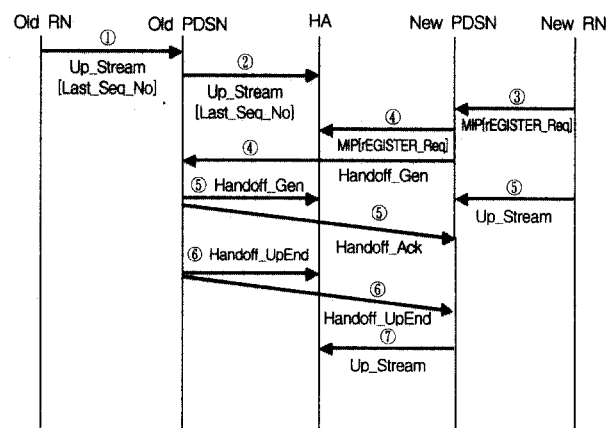 Old RN Old PDSN HA New PDSN New RN
①
Up_Stream
[Last_Seq_No]
②
Up_Stream
[Last_Seq_No]
③
MIP[rEGISTER_Req]
④
MIP[rEGISTER_Req]
④
Handoff_Gen
⑤ Handoff_Gen
⑤
Up_Stream
⑤
Handoff_Ack
⑥ Handoff_UpEnd
⑥
Handoff_UpEnd
⑦
Up_Stream